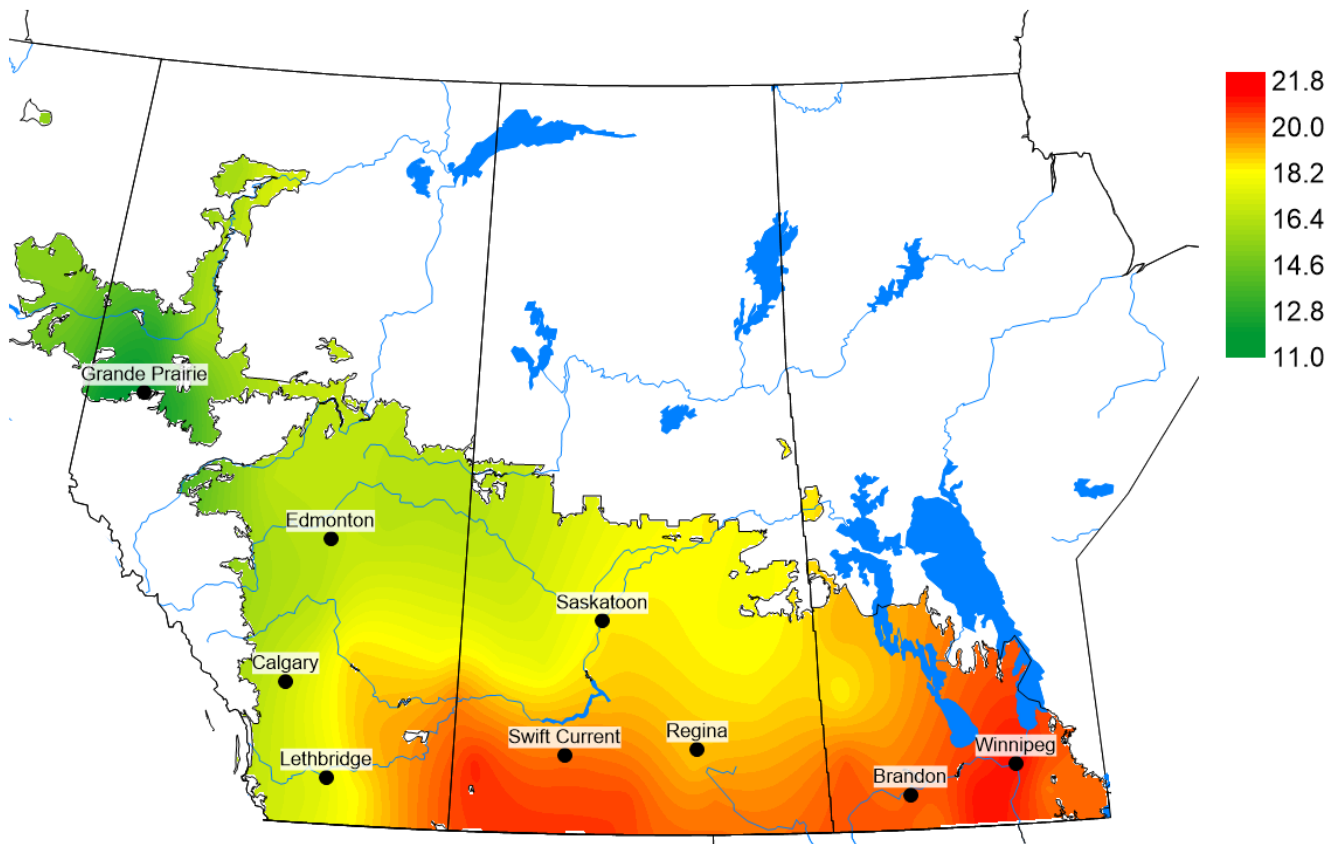 21.8
20.0
18.2
16.4
14.6
12.8
11.0
Grande Prairie
Edmonton
Saskatoon
Calgary
Regina
Swift Current
Winnipeg
Lethbridge
Brandon